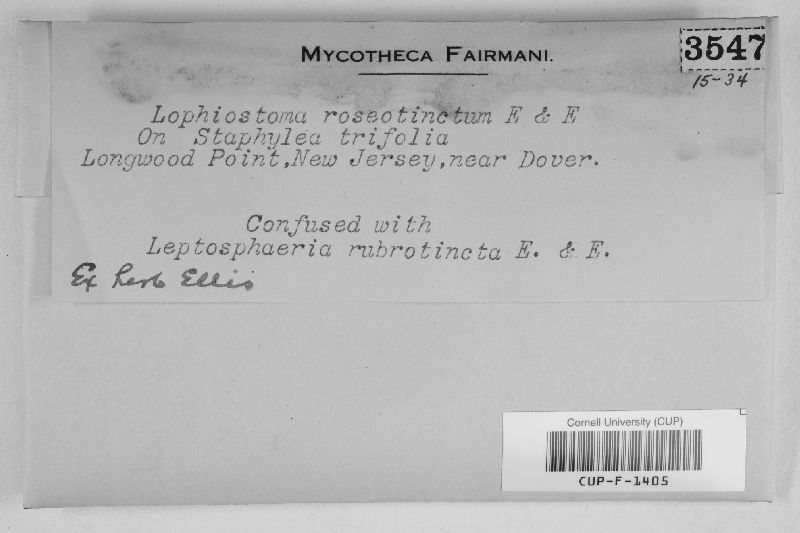 MYCOTHECA FAIRMANI.
3547
15-34
Lophiostoma roseotinctum E & E
On Staphylea trifolia
Longwood Point,New Jersey,near Dover.
Confused with
Leptosphaeria rubrotincta E. & E.
Ex herb Ellis
Cornell University (CUP)
CUP-F-1405